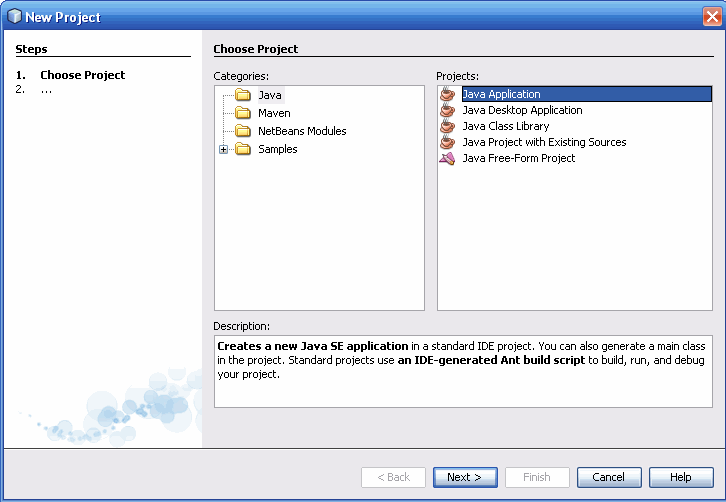 New Project
Steps
1. Choose Project
2. ...
Choose Project
Categories:
Java
Maven
NetBeans Modules
Samples
Projects:
Java Application
Java Desktop Application
Java Class Library
Java Project with Existing Sources
Java Free-Form Project
Description:
Creates a new Java SE application in a standard IDE project. You can also generate a main class
in the project. Standard projects use an IDE-generated Ant build script to build, run, and debug
your project.
< Back
Next >
Finish
Cancel
Help